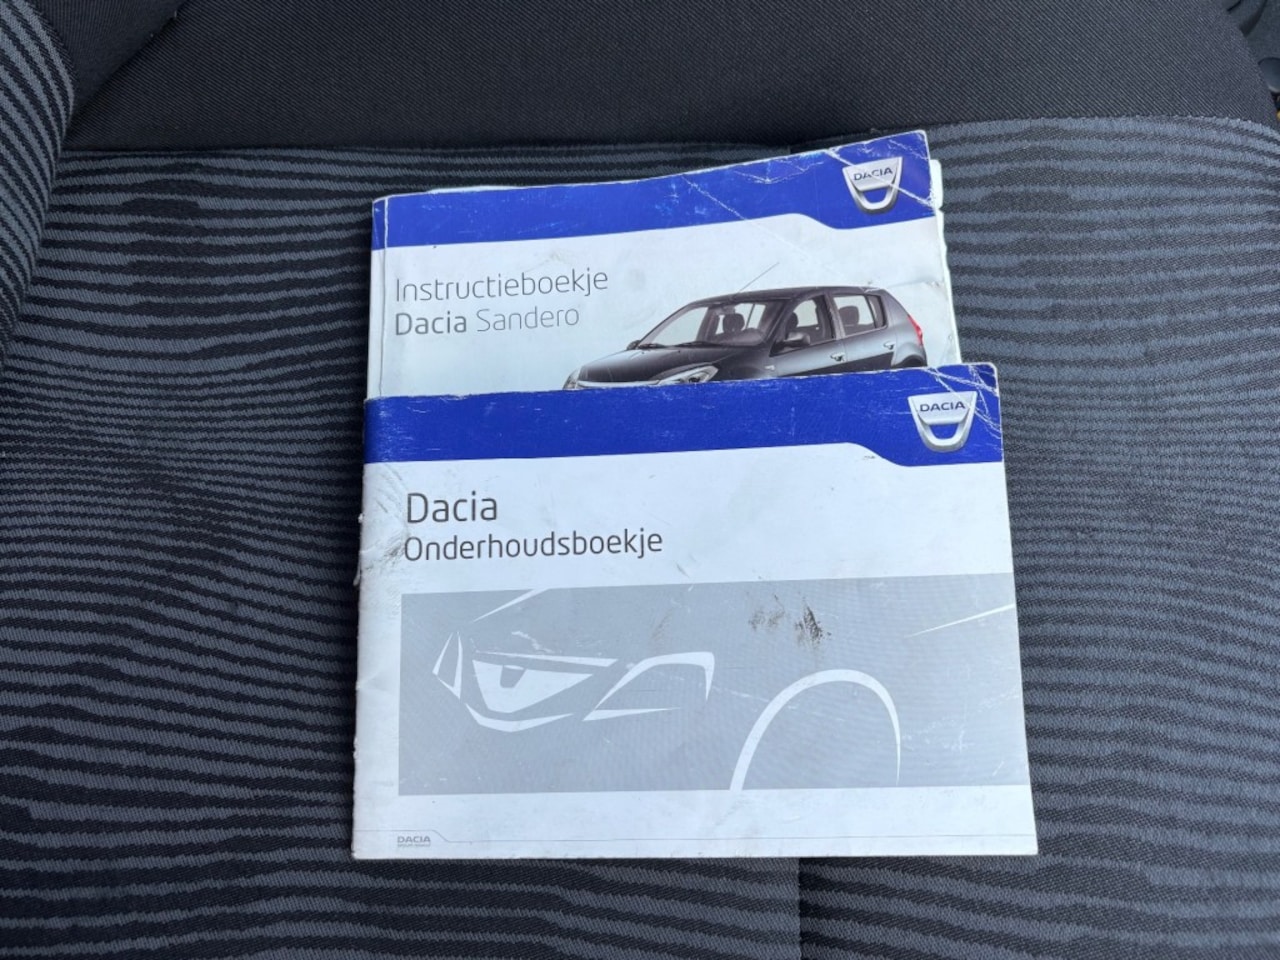 DACIA
Instructieboekje
Dacia Sandero
DACIA
Dacia
Onderhoudsboekje
DACIA